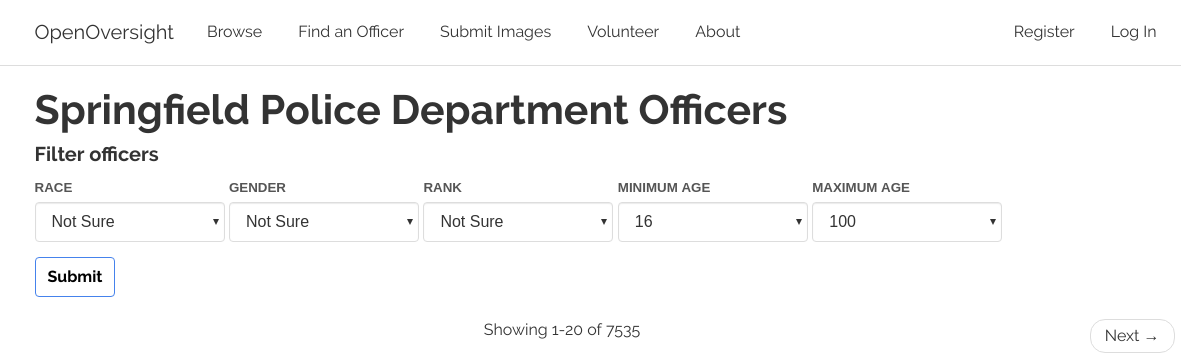 OpenOversight Browse Find an Officer Submit Images Volunteer About Register Log In
Springfield Police Department Officers
Filter officers
RACE GENDER RANK MINIMUM AGE MAXIMUM AGE
Not Sure Not Sure Not Sure 16 100
Submit
Showing 1-20 of 7535
Next →